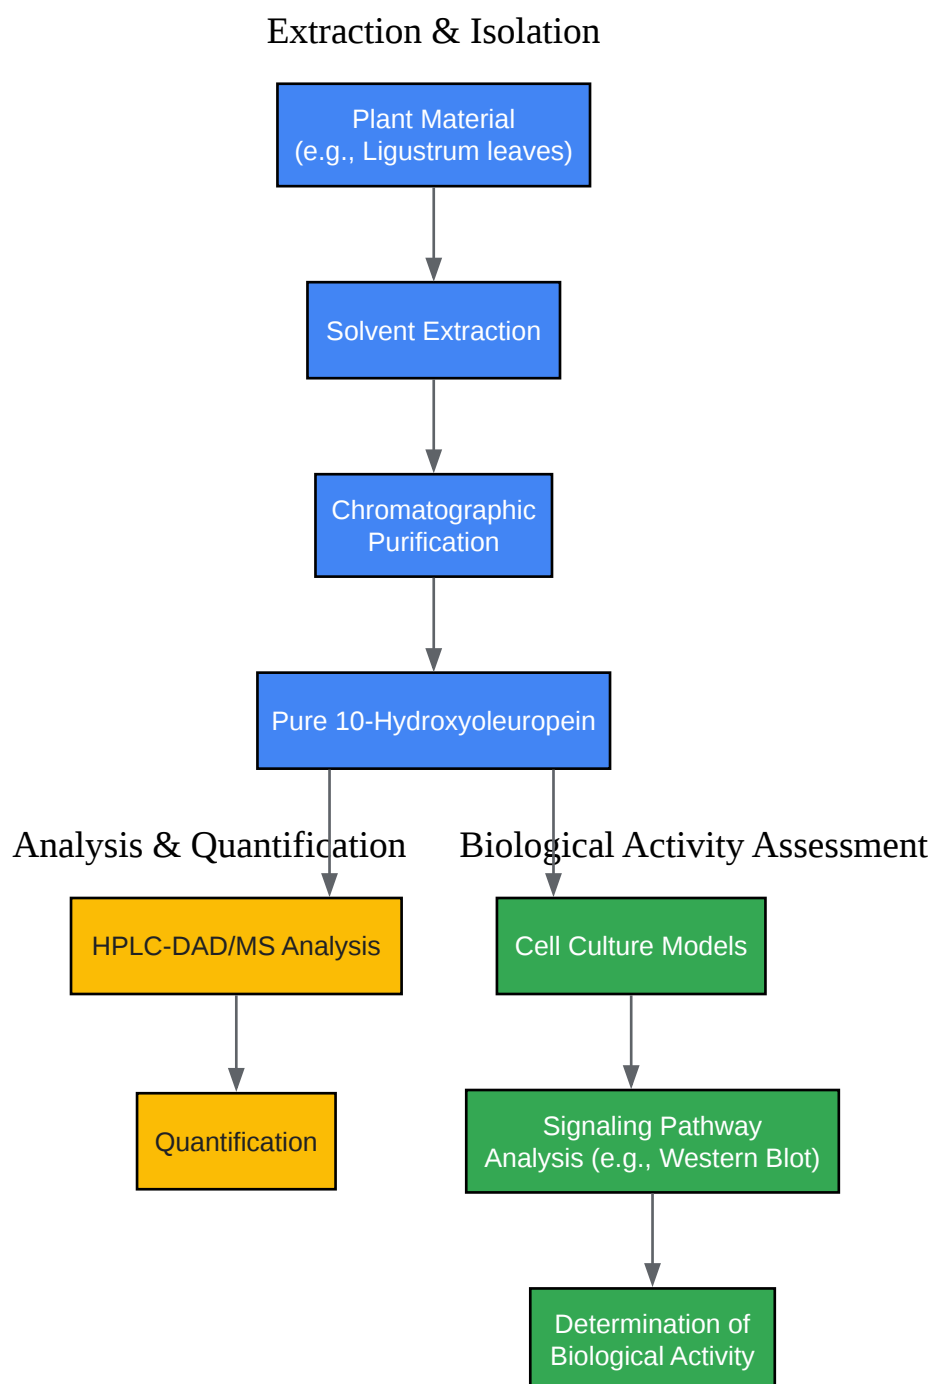 Extraction & Isolation
Plant Material
(e.g., Ligustrum leaves)
Solvent Extraction
Chromatographic
Purification
Pure 10-Hydroxyoleuropein
Analysis & Quantification
Biological Activity Assessment
HPLC-DAD/MS Analysis
Cell Culture Models
Quantification
Signaling Pathway
Analysis (e.g., Western Blot)
Determination of
Biological Activity